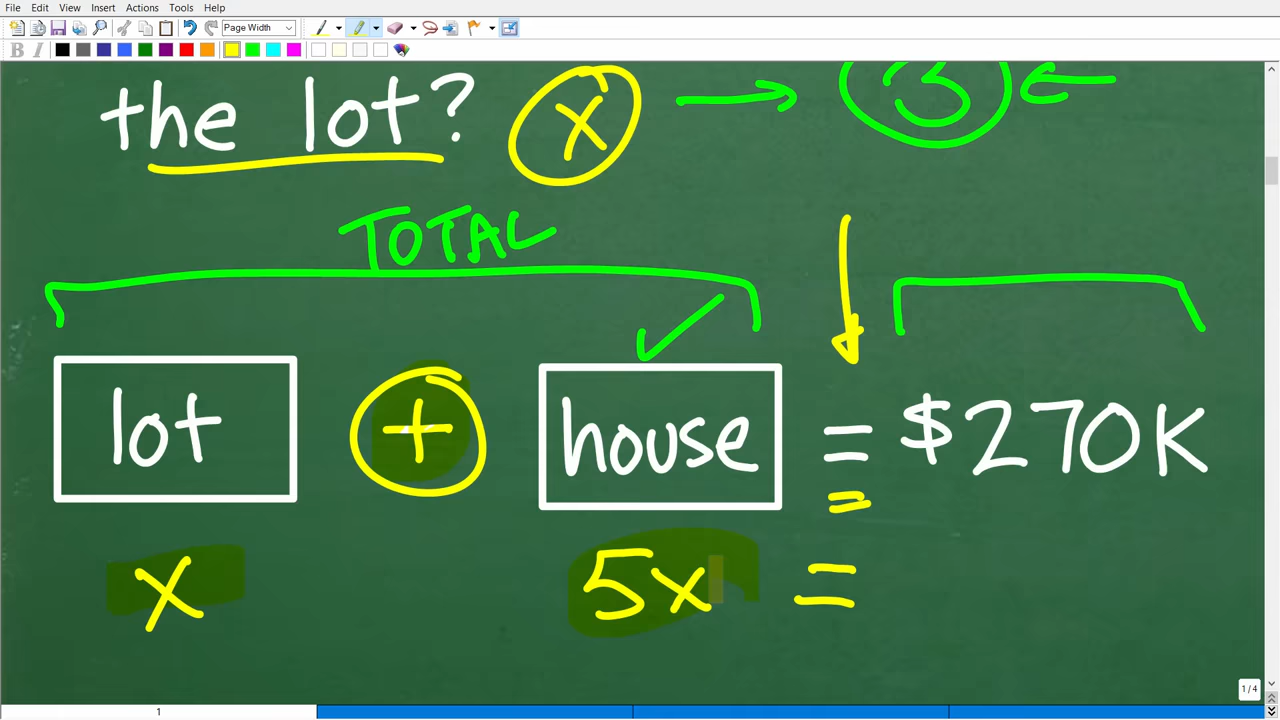 File Edit View Insert Actions Tools Help
Page Width
B I
the lot? x → 3 ←
TOTAL
lot + house = $270K
=
x 5x =
1/4
1